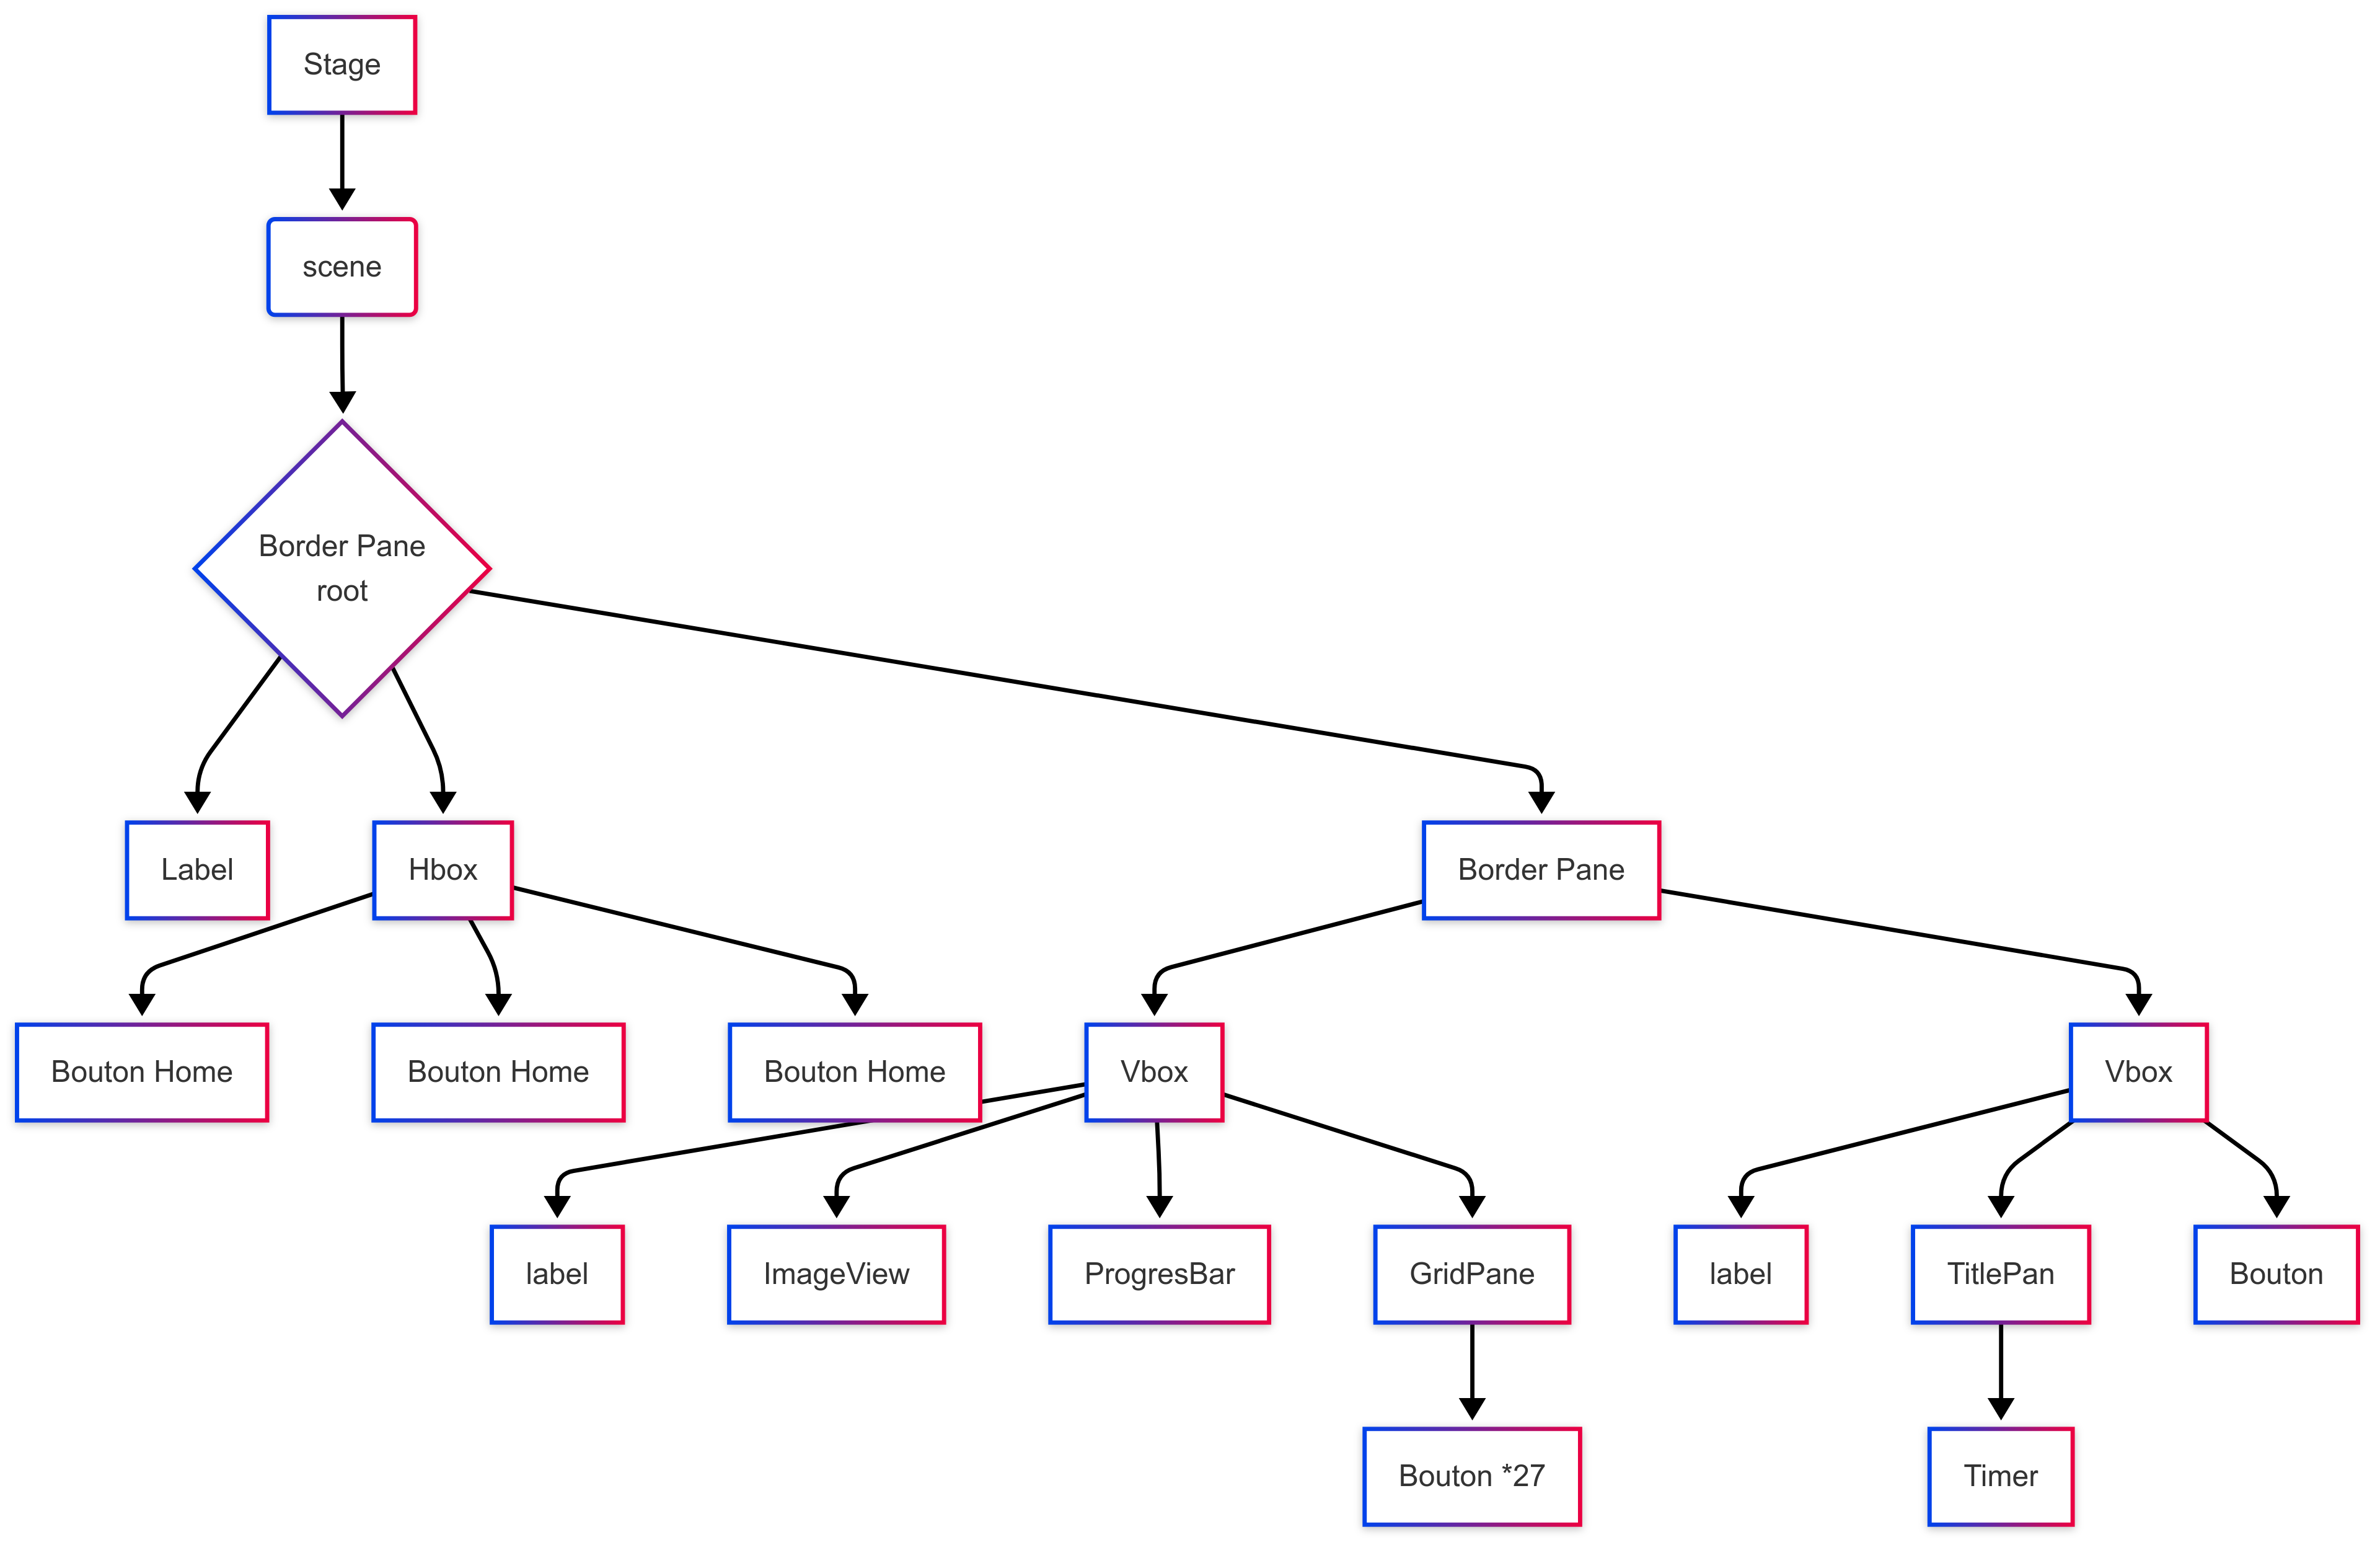 Stage
scene
Border Pane
root
Label
Hbox
Border Pane
Bouton Home
Bouton Home
Bouton Home
Vbox
Vbox
label
ImageView
ProgresBar
GridPane
label
TitlePan
Bouton
Bouton *27
Timer